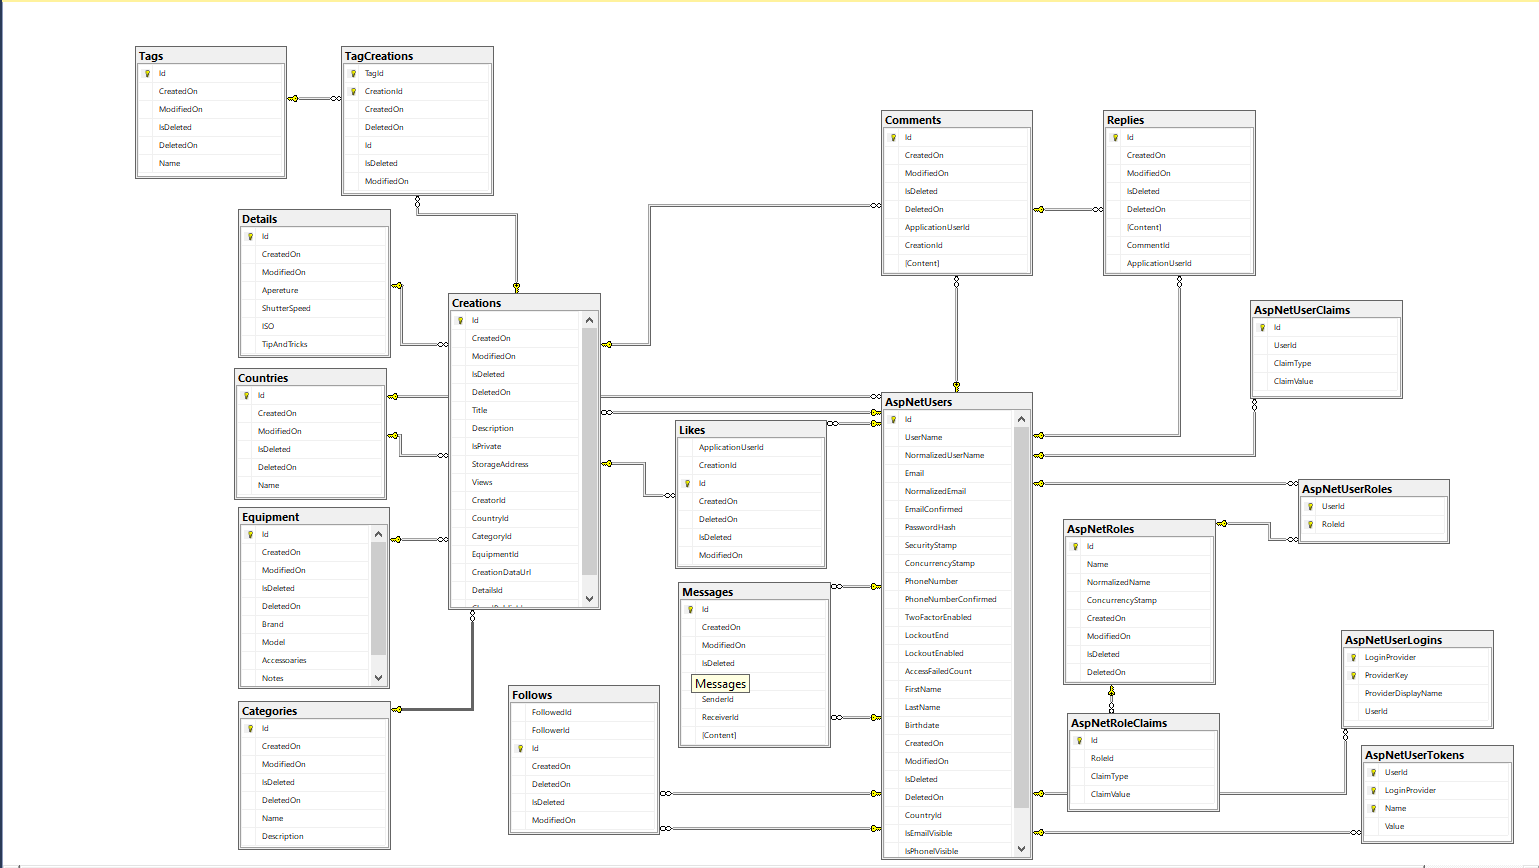 Tags
Id
CreatedOn
ModifiedOn
IsDeleted
DeletedOn
Name
TagCreations
TagId
CreationId
CreatedOn
DeletedOn
Id
IsDeleted
ModifiedOn
Comments
Id
CreatedOn
ModifiedOn
IsDeleted
DeletedOn
ApplicationUserId
CreationId
[Content]
Replies
Id
CreatedOn
ModifiedOn
IsDeleted
DeletedOn
[Content]
CommentId
ApplicationUserId
Details
Id
CreatedOn
ModifiedOn
Apereture
ShutterSpeed
ISO
TipAndTricks
Creations
Id
CreatedOn
ModifiedOn
IsDeleted
DeletedOn
Title
Description
IsPrivate
StorageAddress
Views
CreatorId
CountryId
CategoryId
EquipmentId
CreationDataUrl
DetailsId
AspNetUserClaims
Id
UserId
ClaimType
ClaimValue
Countries
Id
CreatedOn
ModifiedOn
IsDeleted
DeletedOn
Name
Likes
ApplicationUserId
CreationId
Id
CreatedOn
DeletedOn
IsDeleted
ModifiedOn
AspNetUsers
Id
UserName
NormalizedUserName
Email
NormalizedEmail
EmailConfirmed
PasswordHash
SecurityStamp
ConcurrencyStamp
PhoneNumber
PhoneNumberConfirmed
TwoFactorEnabled
LockoutEnd
LockoutEnabled
AccessFailedCount
FirstName
LastName
Birthdate
CreatedOn
ModifiedOn
IsDeleted
DeletedOn
CountryId
IsEmailVisible
IsPhonelVisible
AspNetUserRoles
UserId
RoleId
Equipment
Id
CreatedOn
ModifiedOn
IsDeleted
DeletedOn
Brand
Model
Accessoaries
Notes
AspNetRoles
Id
Name
NormalizedName
ConcurrencyStamp
CreatedOn
ModifiedOn
IsDeleted
DeletedOn
Messages
Id
CreatedOn
ModifiedOn
IsDeleted
Messages
SenderId
ReceiverId
[Content]
AspNetUserLogins
LoginProvider
ProviderKey
ProviderDisplayName
UserId
Follows
FollowedId
FollowerId
Id
CreatedOn
DeletedOn
IsDeleted
ModifiedOn
Categories
Id
CreatedOn
ModifiedOn
IsDeleted
DeletedOn
Name
Description
AspNetRoleClaims
Id
RoleId
ClaimType
ClaimValue
AspNetUserTokens
UserId
LoginProvider
Name
Value